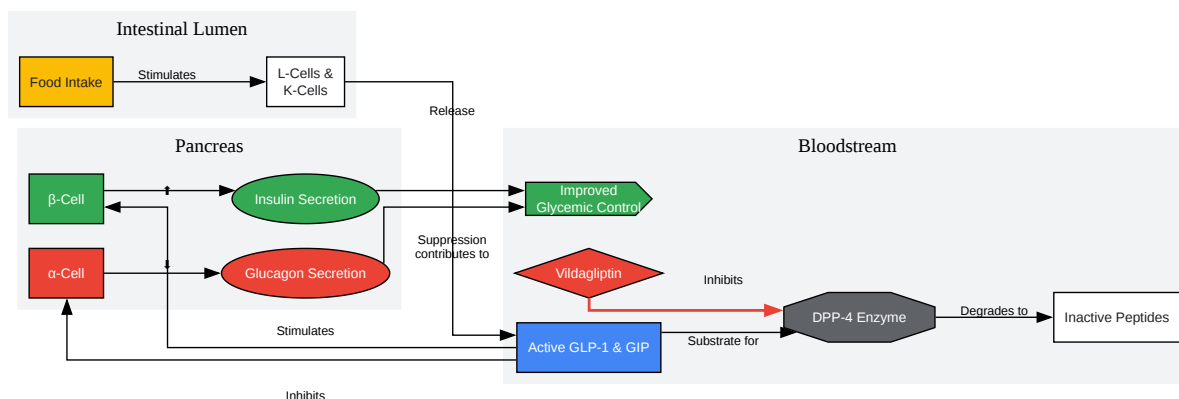 Intestinal Lumen
Food Intake
Stimulates
L-Cells &
K-Cells
Release
Pancreas
Bloodstream
β-Cell
⬆
Insulin Secretion
Improved
Glycemic Control
α-Cell
⬇
Glucagon Secretion
Suppression
contributes to
Vildagliptin
Inhibits
DPP-4 Enzyme
Degrades to
Inactive Peptides
Stimulates
Active GLP-1 & GIP
Substrate for
Inhibits